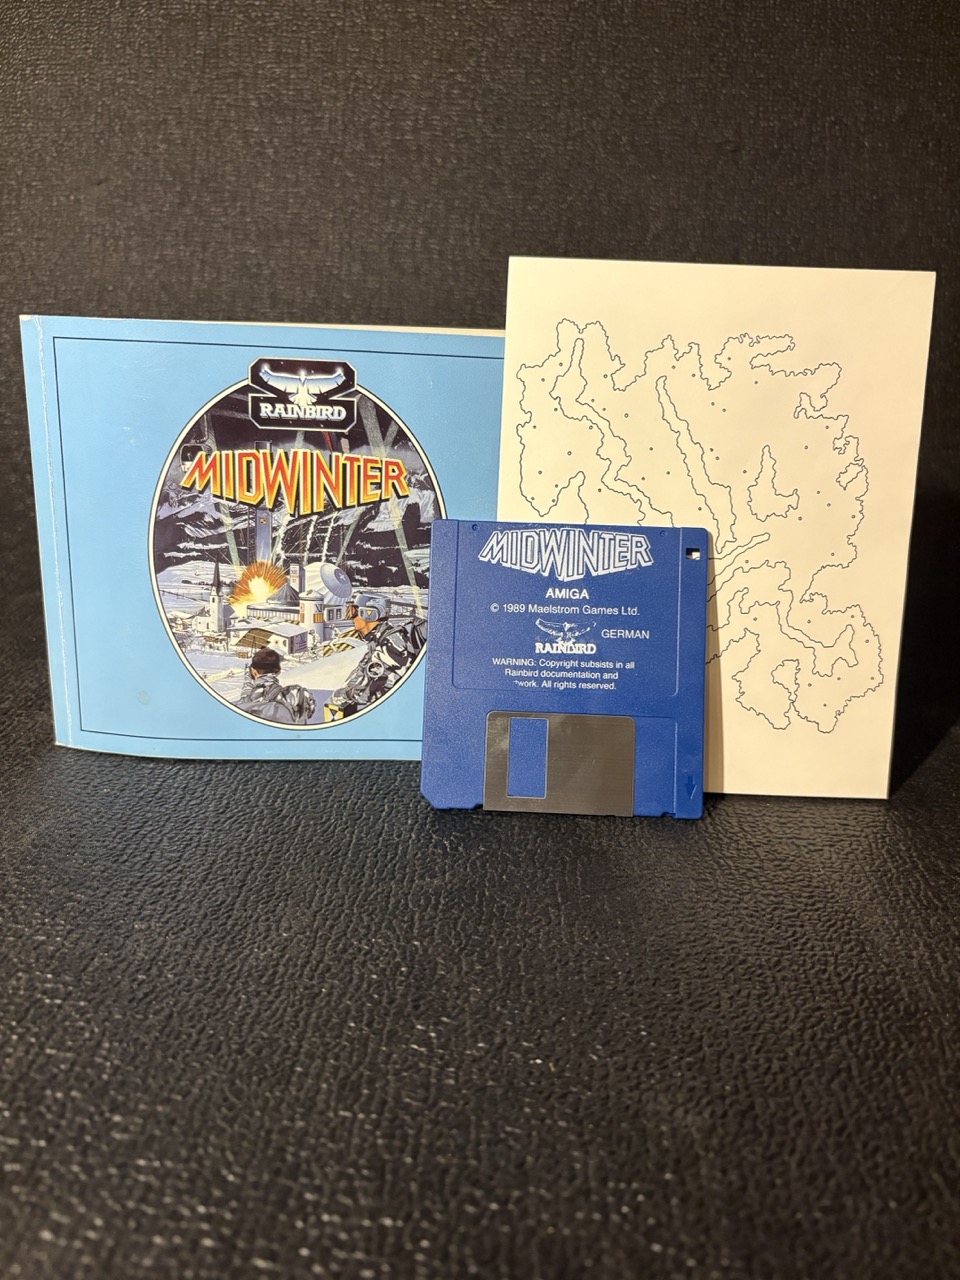 RAINBIRD
MIDWINTER
MIDWINTER
AMIGA
© 1989 Maelstrom Games Ltd.
GERMAN
RAINBIRD
WARNING: Copyright subsists in all
Rainbird documentation and
All rights reserved.